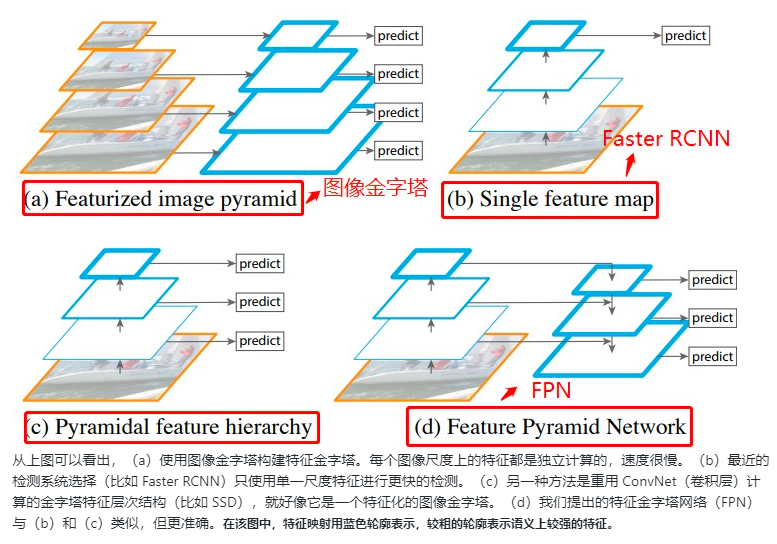 predict
predict
predict
predict
(a) Featurized image pyramid
图像金字塔
predict
Faster RCNN
(b) Single feature map
predict
predict
predict
(c) Pyramidal feature hierarchy
predict
predict
predict
FPN
(d) Feature Pyramid Network
从上图可以看出，（a）使用图像金字塔构建特征金字塔。每个图像尺度上的特征都是独立计算的，速度很慢。（b）最近的
检测系统选择（比如 Faster RCNN）只使用单一尺度特征进行更快的检测。（c）另一种方法是重用 ConvNet（卷积层）计
算的金字塔特征层次结构（比如 SSD），就好像它是一个特征化的图像金字塔。（d）我们提出的特征金字塔网络（FPN）
与（b）和（c）类似，但更准确。在该图中，特征映射用蓝色轮廓表示，较粗的轮廓表示语义上较强的特征。